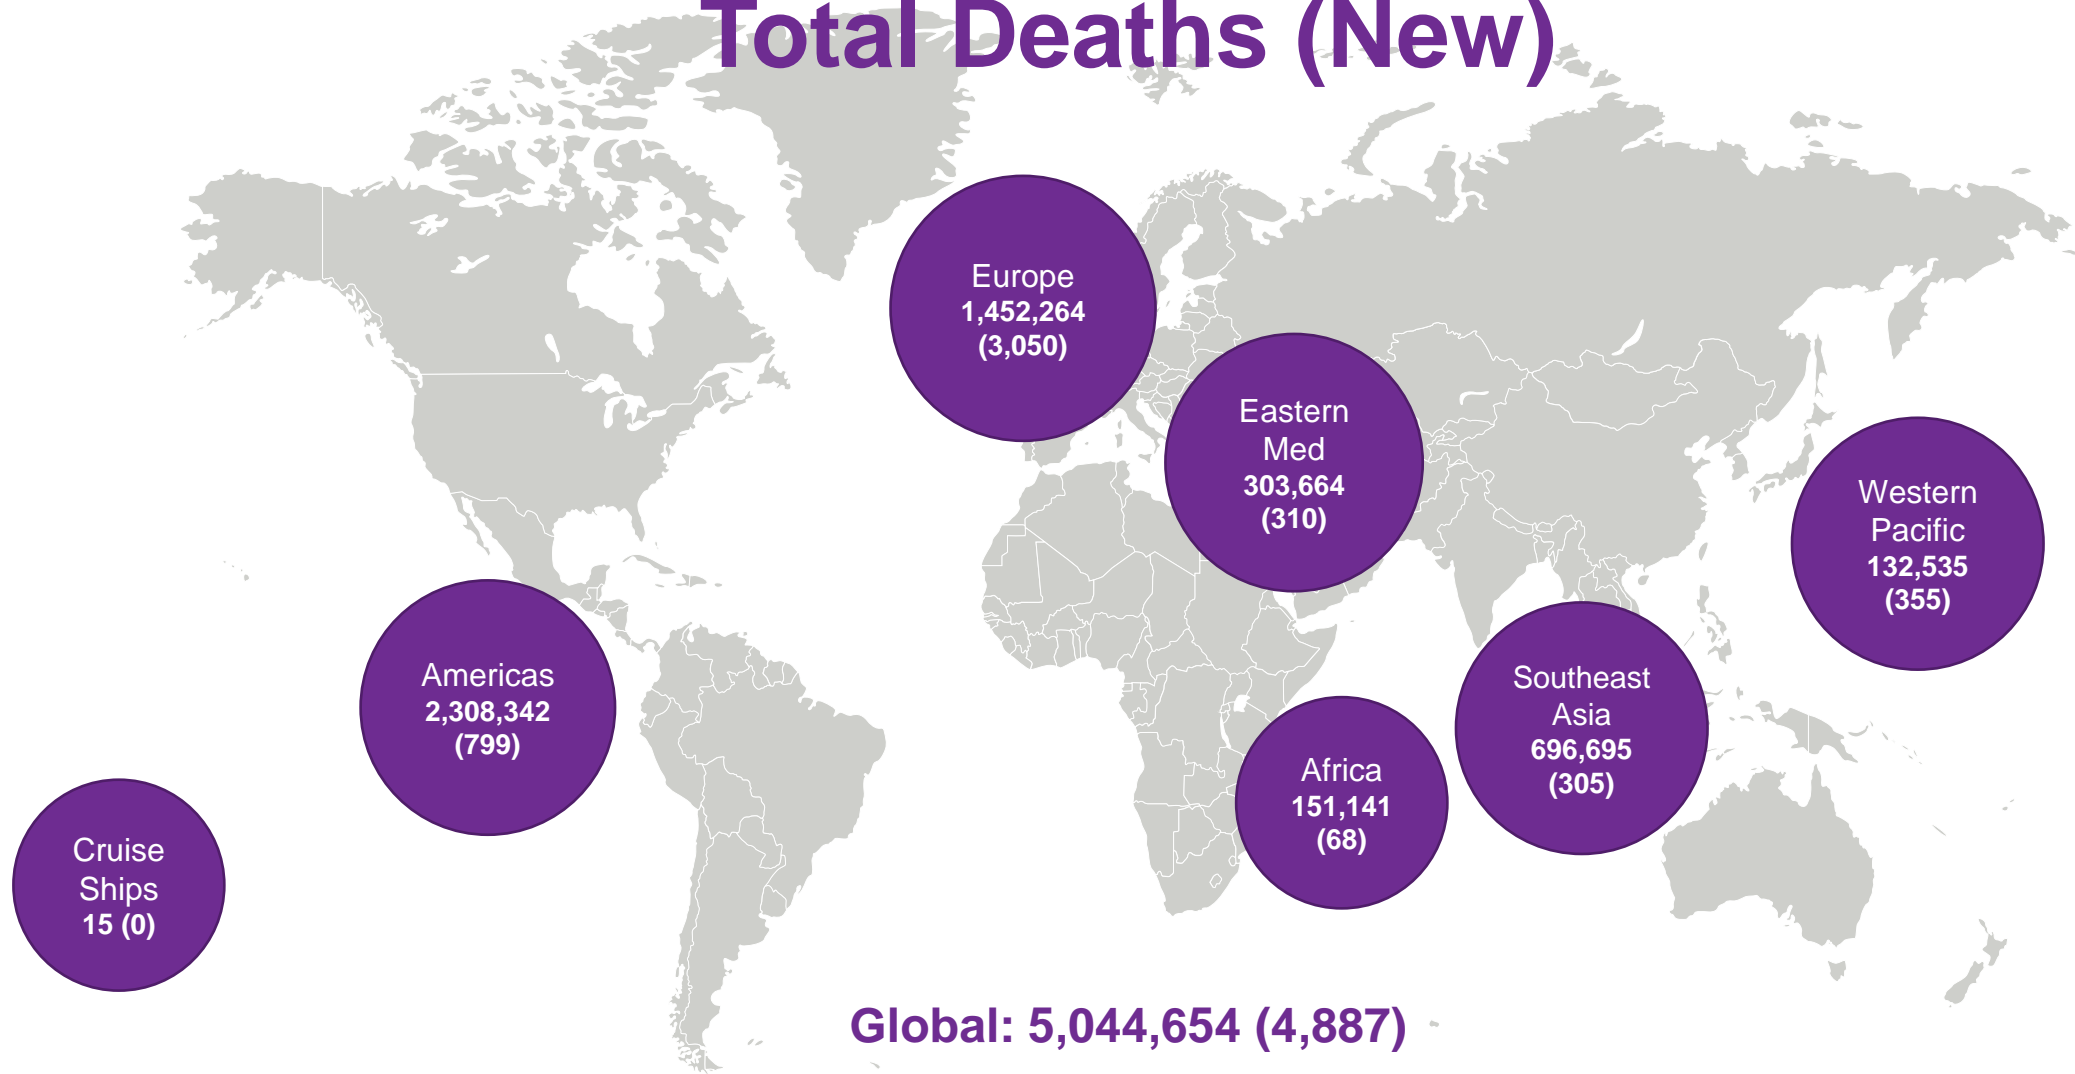 Total Deaths (New)
Europe
1,452,264
(3,050)
Eastern
Med
303,664
(310)
Western
Pacific
132,535
(355)
Americas
2,308,342
(799)
Southeast
Asia
696,695
(305)
Africa
151,141
(68)
Cruise
Ships
15 (0)
Global: 5,044,654 (4,887)